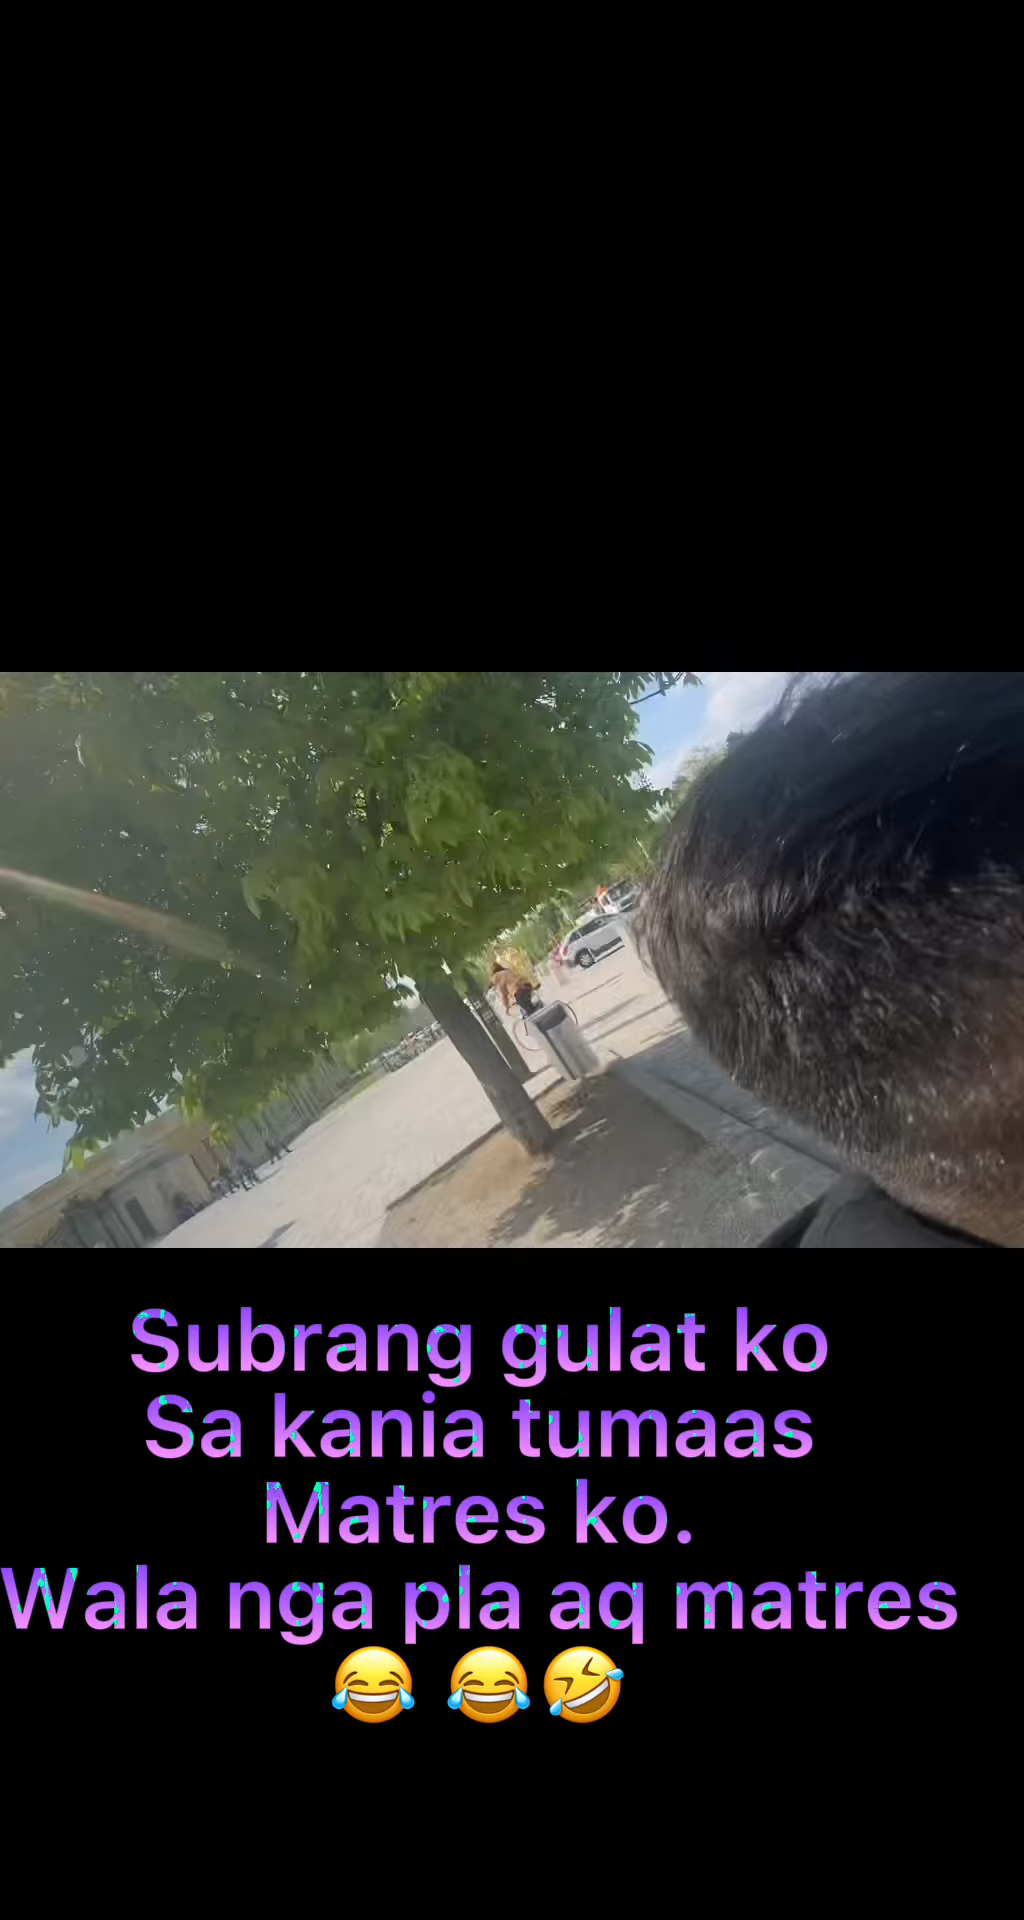 Subrang gulat ko
Sa kania tumaas
Matres ko.
Wala nga pla aq matres
😂 😂🤣